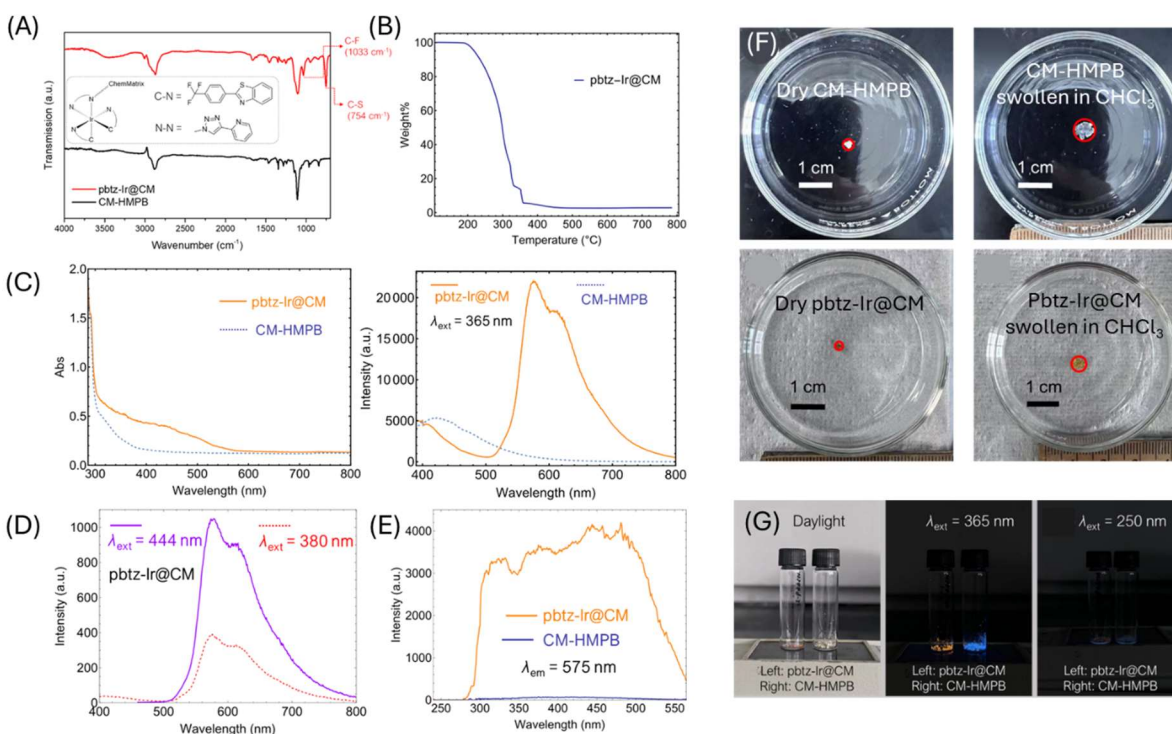 (A)
C-F
(1033 cm⁻¹)
C-S
(754 cm⁻¹)
ChemMatrix
C-N =
N-N =
Transmission (a.u.)
pbtz-Ir@CM
CM-HMPB
4000 3500 3000 2500 2000 1500 1000
Wavenumber (cm⁻¹)
(B)
100
80
60
40
20
0
Weight%
pbtz–Ir@CM
200 300 400 500 600 700 800
Temperature (°C)
(C)
2.0
1.5
1.0
0.5
0.0
Abs
pbtz-Ir@CM
CM-HMPB
300 400 500 600 700 800
Wavelength (nm)
20000
15000
10000
5000
0
Intensity (a.u.)
pbtz-Ir@CM
CM-HMPB
λext = 365 nm
400 500 600 700 800
Wavelength (nm)
(D)
1000
800
600
400
200
0
Intensity (a.u.)
λext = 444 nm
λext = 380 nm
pbtz-Ir@CM
400 500 600 700 800
Wavelength (nm)
(E)
4000
3000
2000
1000
0
Intensity (a.u.)
pbtz-Ir@CM
CM-HMPB
λem = 575 nm
250 300 350 400 450 500 550
Wavelength (nm)
(F)
Dry CM-HMPB
1 cm
CM-HMPB
swollen in CHCl₃
1 cm
Dry pbtz-Ir@CM
1 cm
Pbtz-Ir@CM
swollen in CHCl₃
1 cm
(G)
Daylight
Left: pbtz-Ir@CM
Right: CM-HMPB
λext = 365 nm
Left: pbtz-Ir@CM
Right: CM-HMPB
λext = 250 nm
Left: pbtz-Ir@CM
Right: CM-HMPB